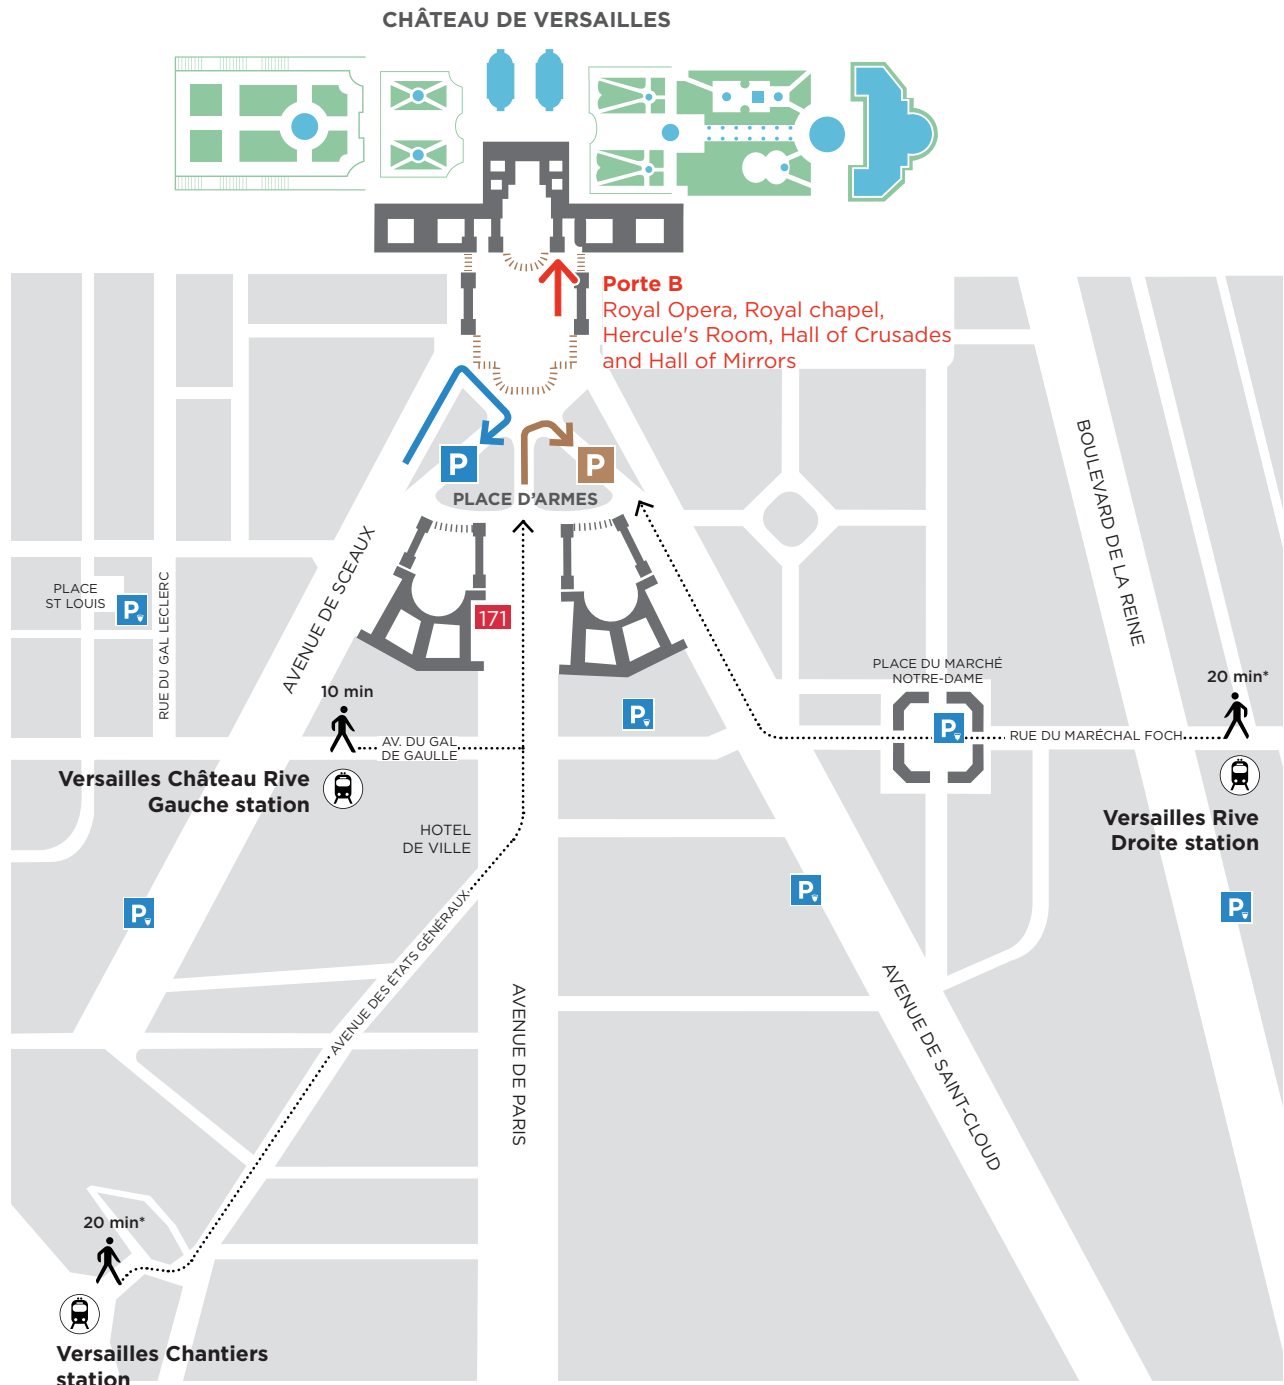 CHÂTEAU DE VERSAILLES
Porte B
Royal Opera, Royal chapel,
Hercule's Room, Hall of Crusades
and Hall of Mirrors
P
P
PLACE D'ARMES
BOULEVARD DE LA REINE
AVENUE DE SCEAUX
PLACE
ST LOUIS
P
RUE DU GAL LECLERC
171
PLACE DU MARCHÉ
NOTRE-DAME
10 min
20 min*
P
P
AV. DU GAL
DE GAULLE
RUE DU MARÉCHAL FOCH
Versailles Château Rive
Gauche station
Versailles Rive
Droite station
HOTEL
DE VILLE
P
P
P
AVENUE DES ÉTATS GÉNÉRAUX
AVENUE DE PARIS
AVENUE DE SAINT-CLOUD
20 min*
Versailles Chantiers
station